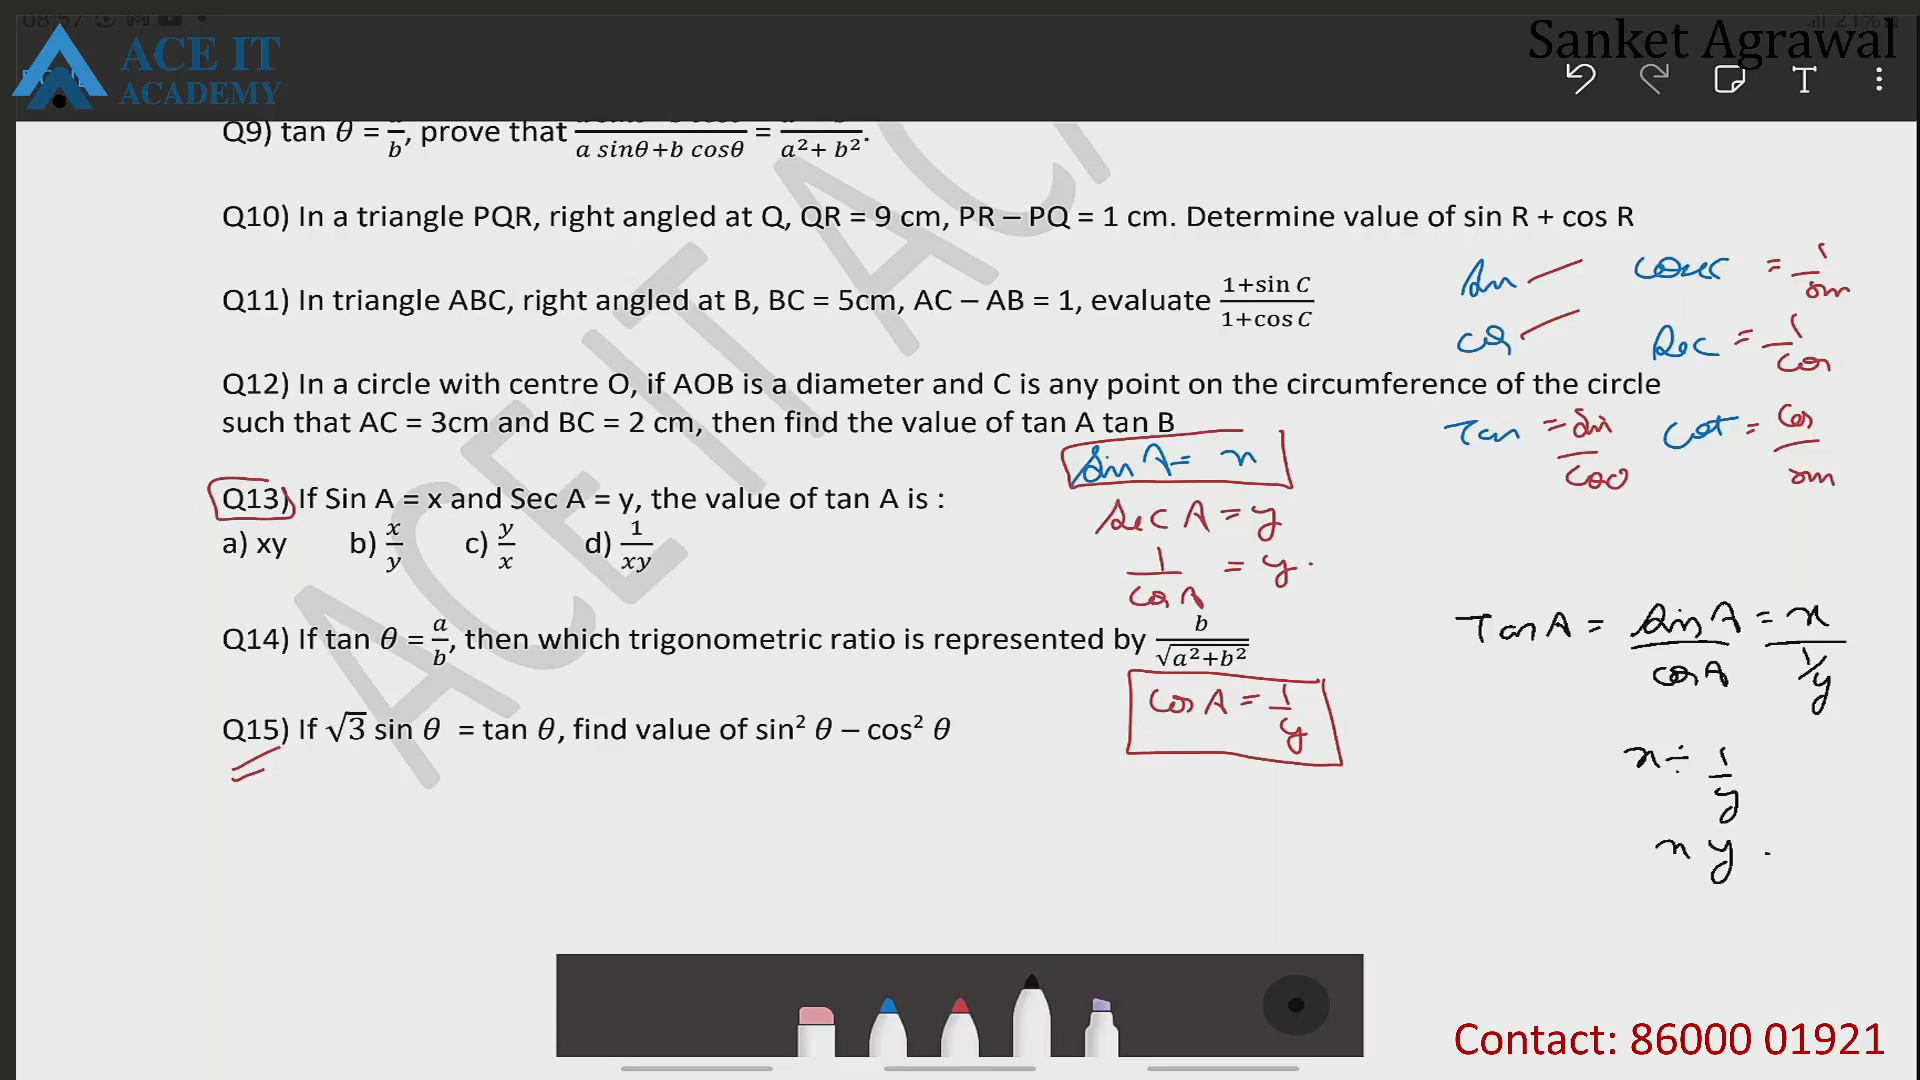 08:57
21%
ACE IT
ACADEMY
Sanket Agrawal
Q9) tan θ = a/b, prove that a sinθ+b cosθ = a²+ b².
Q10) In a triangle PQR, right angled at Q, QR = 9 cm, PR – PQ = 1 cm. Determine value of sin R + cos R
Q11) In triangle ABC, right angled at B, BC = 5cm, AC – AB = 1, evaluate (1+sin C)/(1+cos C)
Q12) In a circle with centre O, if AOB is a diameter and C is any point on the circumference of the circle
such that AC = 3cm and BC = 2 cm, then find the value of tan A tan B
Q13) If Sin A = x and Sec A = y, the value of tan A is :
a) xy b) x/y c) y/x d) 1/xy
Q14) If tan θ = a/b, then which trigonometric ratio is represented by b/√(a²+b²)
Q15) If √3 sin θ = tan θ, find value of sin² θ – cos² θ
sin cosec = 1/sin
cos sec = 1/cos
Tan = sin/cos cot = cos/sin
sin A = x
sec A = y
1/cos A = y.
cos A = 1/y
Tan A = sin A/cos A = x/(1/y)
x ÷ 1/y
x y .
ACE IT ACA
Contact: 86000 01921